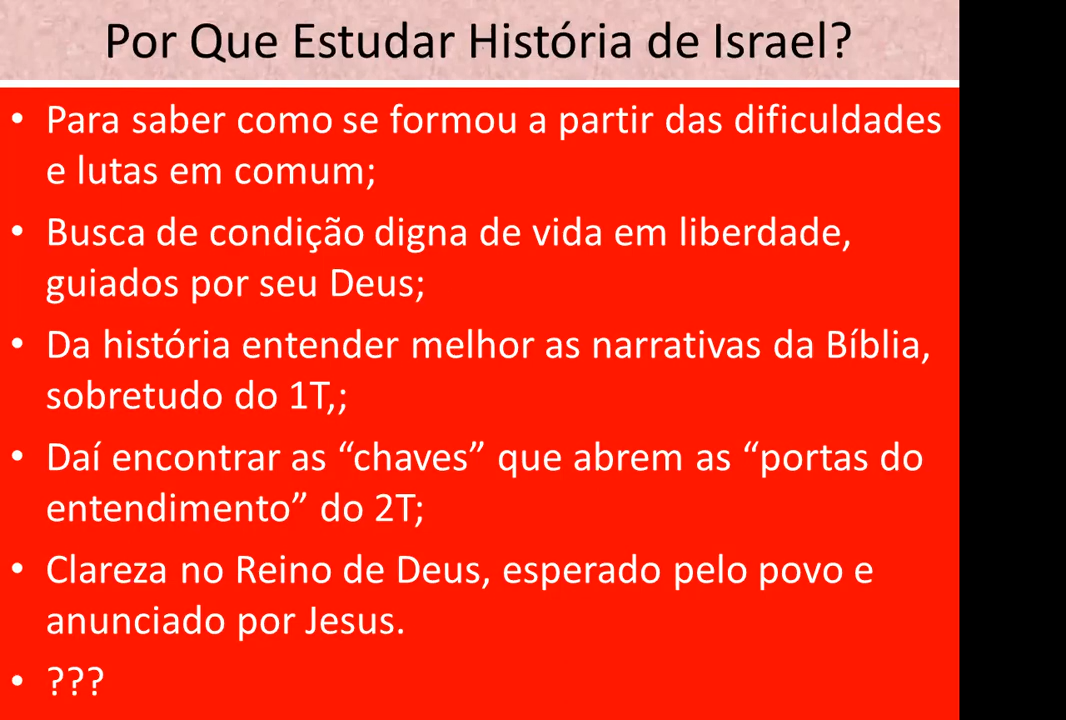 Por Que Estudar História de Israel?
• Para saber como se formou a partir das dificuldades
e lutas em comum;
• Busca de condição digna de vida em liberdade,
guiados por seu Deus;
• Da história entender melhor as narrativas da Bíblia,
sobretudo do 1T,;
• Daí encontrar as “chaves” que abrem as “portas do
entendimento” do 2T;
• Clareza no Reino de Deus, esperado pelo povo e
anunciado por Jesus.
• ???